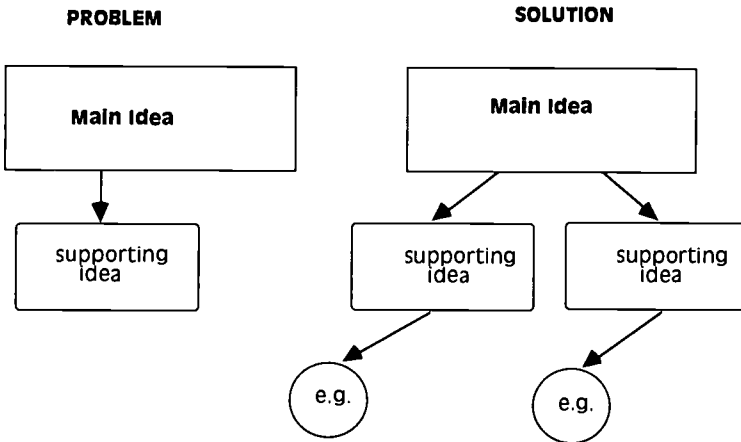 PROBLEM
SOLUTION
Main Idea
Main Idea
supporting
idea
supporting
idea
supporting
idea
e.g.
e.g.